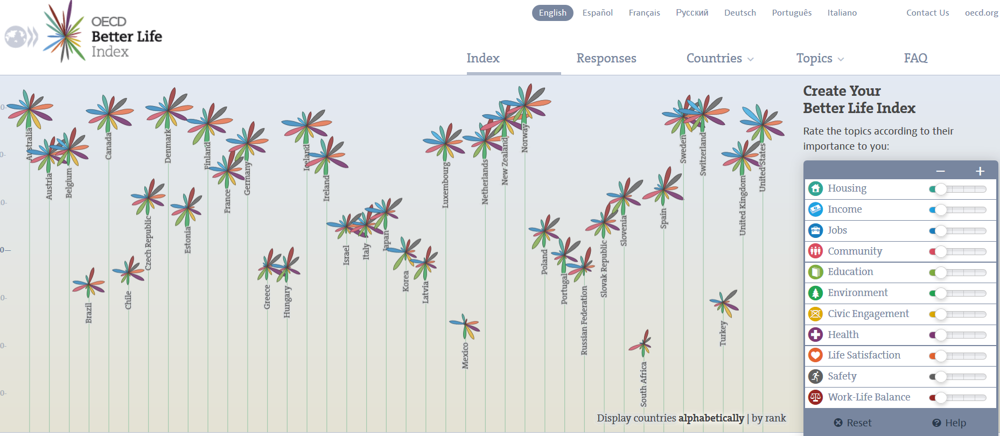 OECD
Better Life
Index
English
Español
Français
Русский
Deutsch
Português
Italiano
Contact Us
oecd.org
Index
Responses
Countries
Topics
FAQ
Australia
Austria
Belgium
Brazil
Canada
Chile
Czech Republic
Denmark
Estonia
Finland
France
Germany
Greece
Hungary
Iceland
Ireland
Israel
Italy
Japan
Korea
Latvia
Luxembourg
Mexico
Netherlands
New Zealand
Norway
Poland
Portugal
Russian Federation
Slovak Republic
Slovenia
South Africa
Spain
Sweden
Switzerland
Turkey
United Kingdom
United States
Display countries alphabetically | by rank
Create Your
Better Life Index
Rate the topics according to their
importance to you:
− +
Housing
Income
Jobs
Community
Education
Environment
Civic Engagement
Health
Life Satisfaction
Safety
Work-Life Balance
Reset
Help